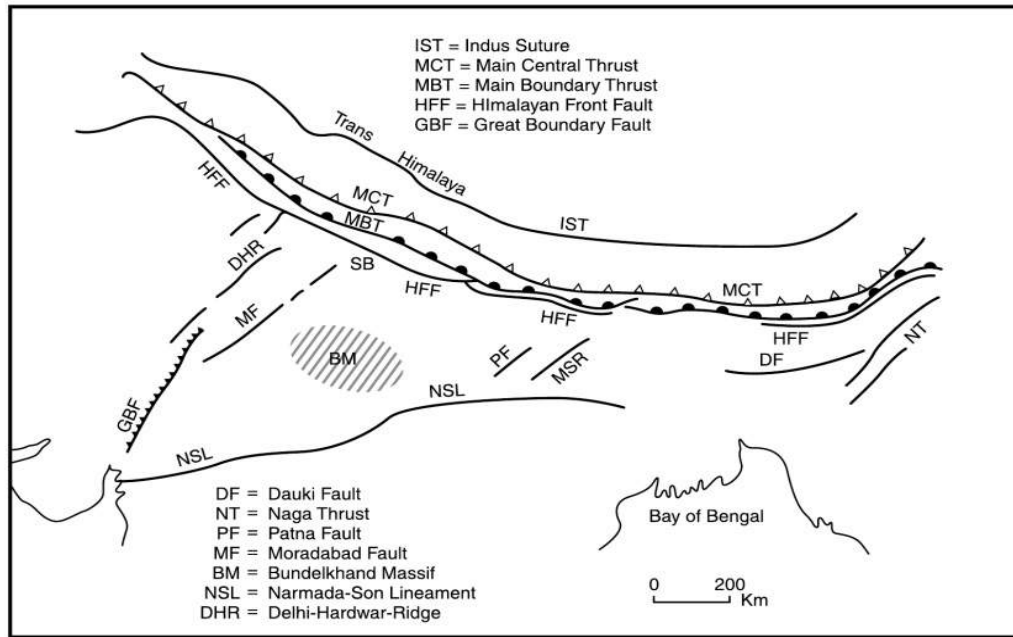 IST = Indus Suture
MCT = Main Central Thrust
MBT = Main Boundary Thrust
HFF = HImalayan Front Fault
GBF = Great Boundary Fault
Trans
Himalaya
HFF
MCT
MBT
IST
DHR
SB
HFF
MCT
MF
HFF
HFF
NT
BM
PF
MSR
DF
GBF
NSL
NSL
DF = Dauki Fault
NT = Naga Thrust
PF = Patna Fault
MF = Moradabad Fault
BM = Bundelkhand Massif
NSL = Narmada-Son Lineament
DHR = Delhi-Hardwar-Ridge
Bay of Bengal
0 200
Km